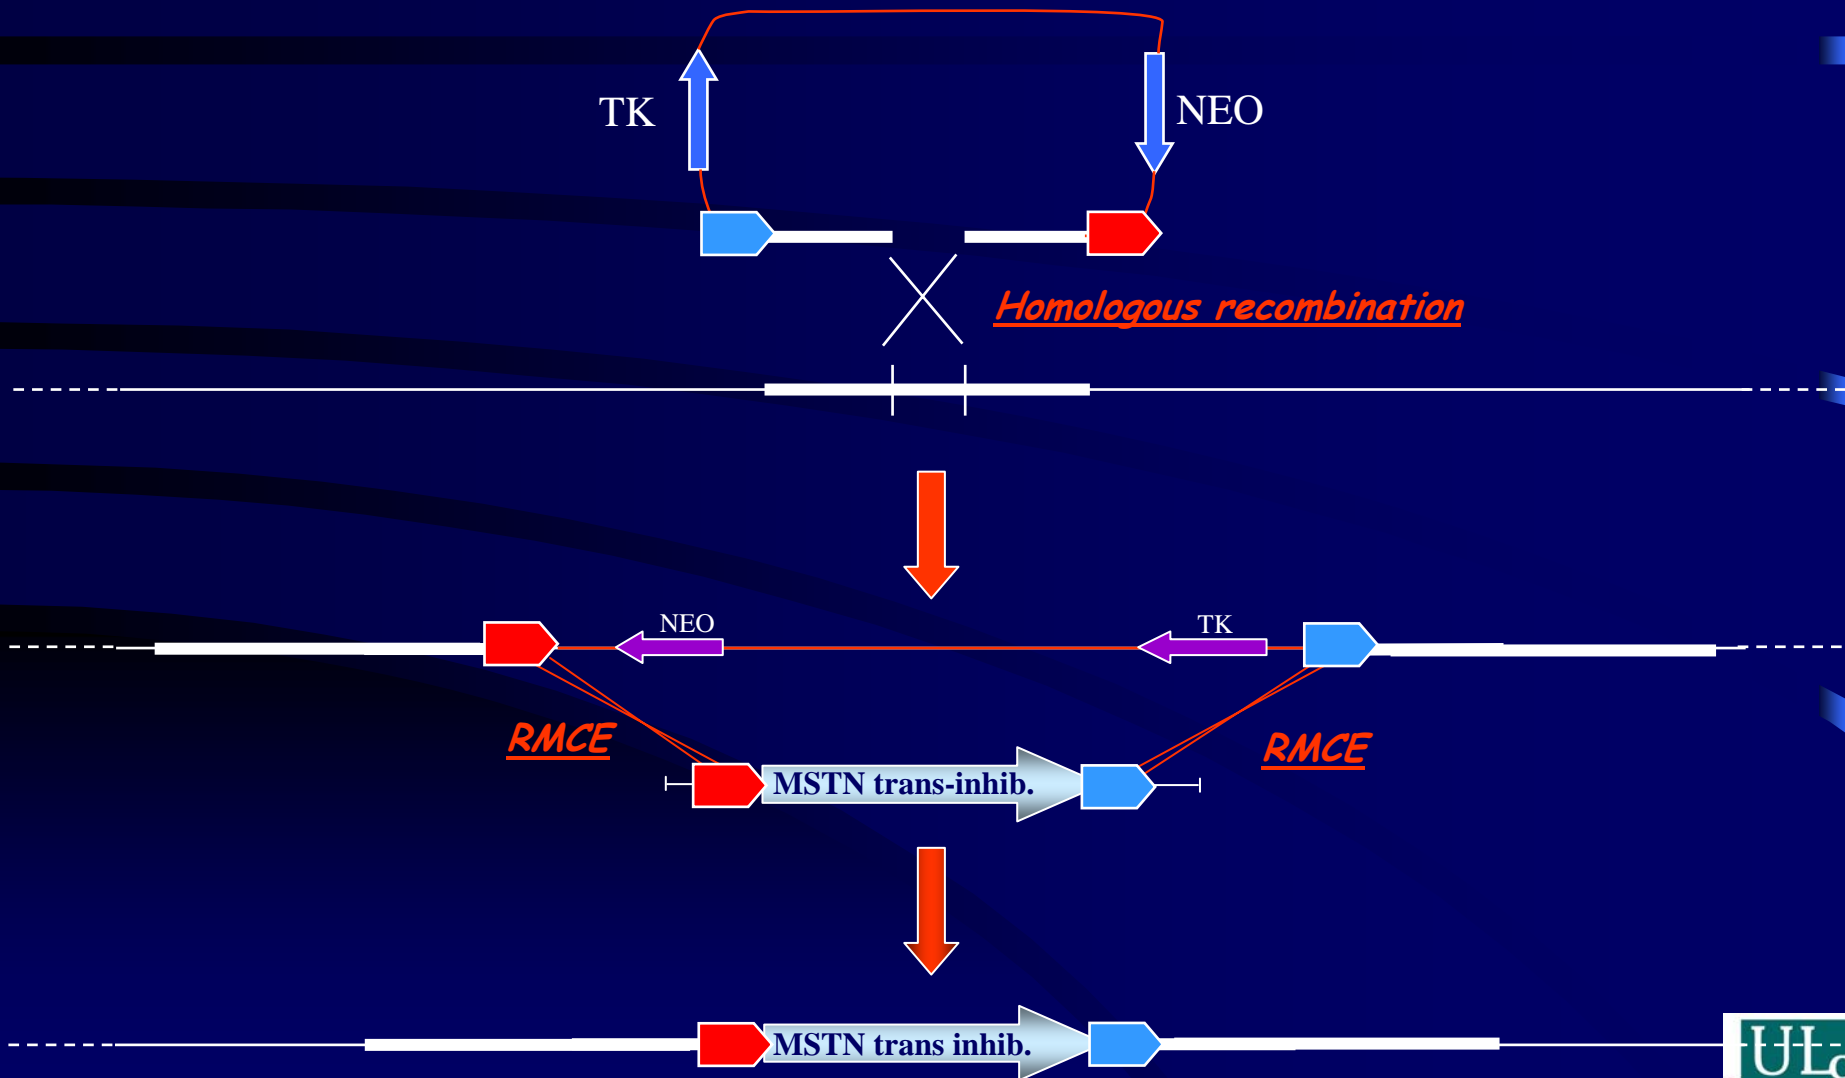 TK
NEO
Homologous recombination
NEO
TK
RMCE
RMCE
MSTN trans-inhib.
MSTN trans inhib.